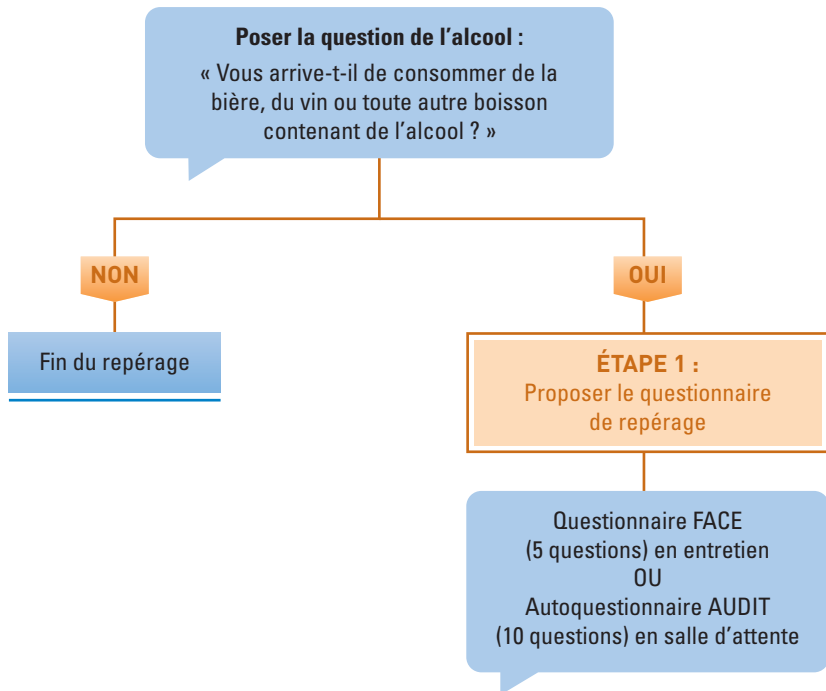 Poser la question de l'alcool :
« Vous arrive-t-il de consommer de la
bière, du vin ou toute autre boisson
contenant de l'alcool ? »
NON
OUI
Fin du repérage
ÉTAPE 1 :
Proposer le questionnaire
de repérage
Questionnaire FACE
(5 questions) en entretien
OU
Autoquestionnaire AUDIT
(10 questions) en salle d'attente